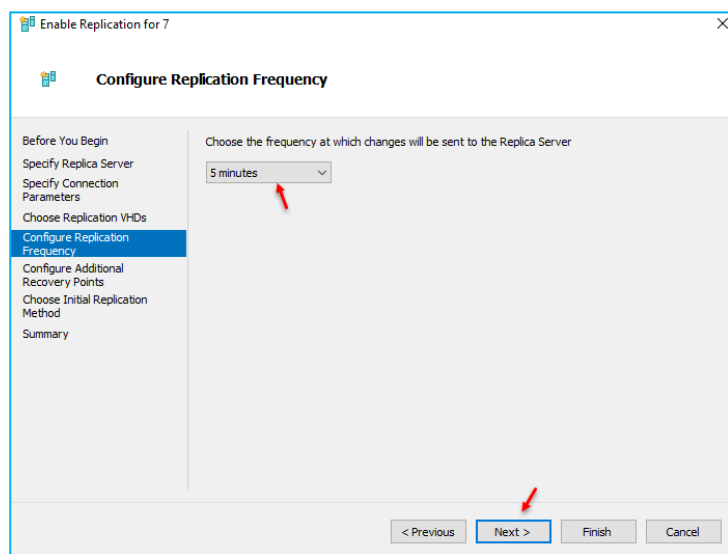 Enable Replication for 7
Configure Replication Frequency
Before You Begin
Specify Replica Server
Specify Connection
Parameters
Choose Replication VHDs
Configure Replication
Frequency
Configure Additional
Recovery Points
Choose Initial Replication
Method
Summary
Choose the frequency at which changes will be sent to the Replica Server
5 minutes
< Previous
Next >
Finish
Cancel